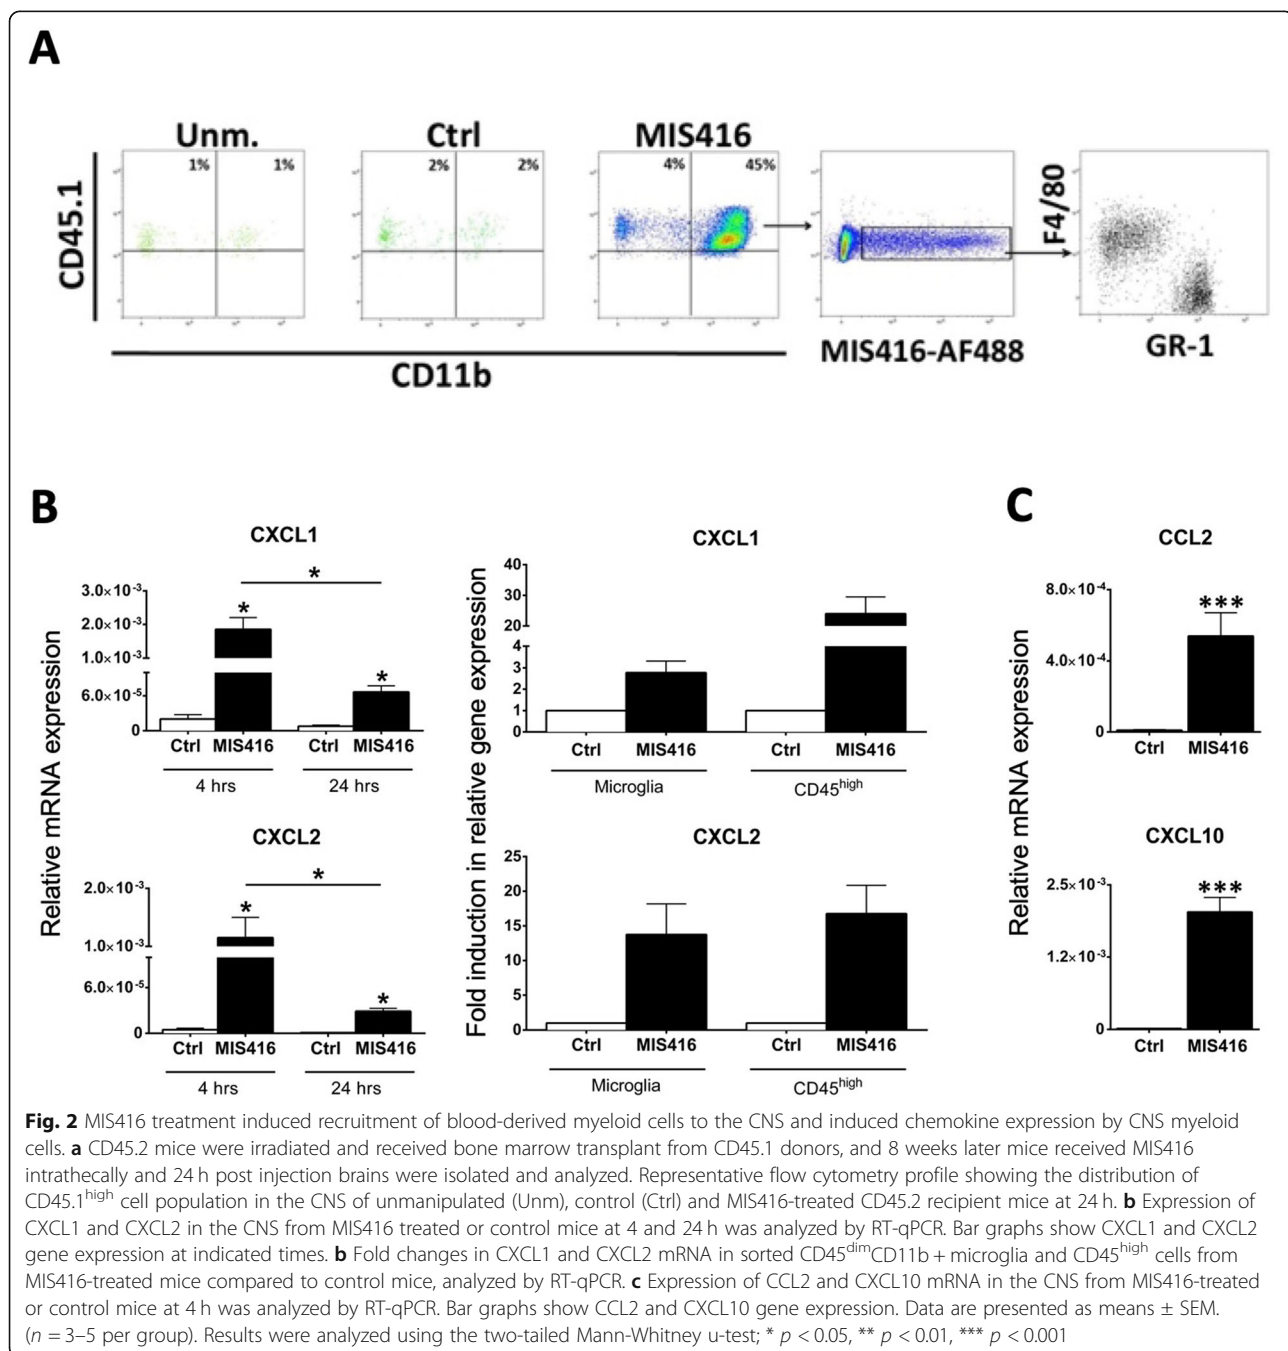 A
Unm.
Ctrl
MIS416
1%
1%
2%
2%
4%
45%
CD45.1
CD11b
MIS416-AF488
F4/80
GR-1
B
Relative mRNA expression
CXCL1
*
3.0×10⁻³
2.0×10⁻³
1.0×10⁻³
6.0×10⁻⁵
0
*
*
Ctrl MIS416 Ctrl MIS416
4 hrs 24 hrs
CXCL2
*
2.0×10⁻³
1.0×10⁻³
6.0×10⁻⁵
0
*
*
Ctrl MIS416 Ctrl MIS416
4 hrs 24 hrs
Fold induction in relative gene expression
CXCL1
40
30
20
4
3
2
1
0
Ctrl MIS416 Ctrl MIS416
Microglia CD45ʰⁱᵍʰ
CXCL2
25
20
15
10
5
0
Ctrl MIS416 Ctrl MIS416
Microglia CD45ʰⁱᵍʰ
C
Relative mRNA expression
CCL2
8.0×10⁻⁴
4.0×10⁻⁴
0
***
Ctrl MIS416
CXCL10
2.5×10⁻³
1.2×10⁻³
0
***
Ctrl MIS416
Fig. 2 MIS416 treatment induced recruitment of blood-derived myeloid cells to the CNS and induced chemokine expression by CNS myeloid
cells. a CD45.2 mice were irradiated and received bone marrow transplant from CD45.1 donors, and 8 weeks later mice received MIS416
intrathecally and 24 h post injection brains were isolated and analyzed. Representative flow cytometry profile showing the distribution of
CD45.1ʰⁱᵍʰ cell population in the CNS of unmanipulated (Unm), control (Ctrl) and MIS416-treated CD45.2 recipient mice at 24 h. b Expression of
CXCL1 and CXCL2 in the CNS from MIS416 treated or control mice at 4 and 24 h was analyzed by RT-qPCR. Bar graphs show CXCL1 and CXCL2
gene expression at indicated times. b Fold changes in CXCL1 and CXCL2 mRNA in sorted CD45ᵈⁱᵐCD11b + microglia and CD45ʰⁱᵍʰ cells from
MIS416-treated mice compared to control mice, analyzed by RT-qPCR. c Expression of CCL2 and CXCL10 mRNA in the CNS from MIS416-treated
or control mice at 4 h was analyzed by RT-qPCR. Bar graphs show CCL2 and CXCL10 gene expression. Data are presented as means ± SEM.
(n = 3–5 per group). Results were analyzed using the two-tailed Mann-Whitney u-test; * p < 0.05, ** p < 0.01, *** p < 0.001